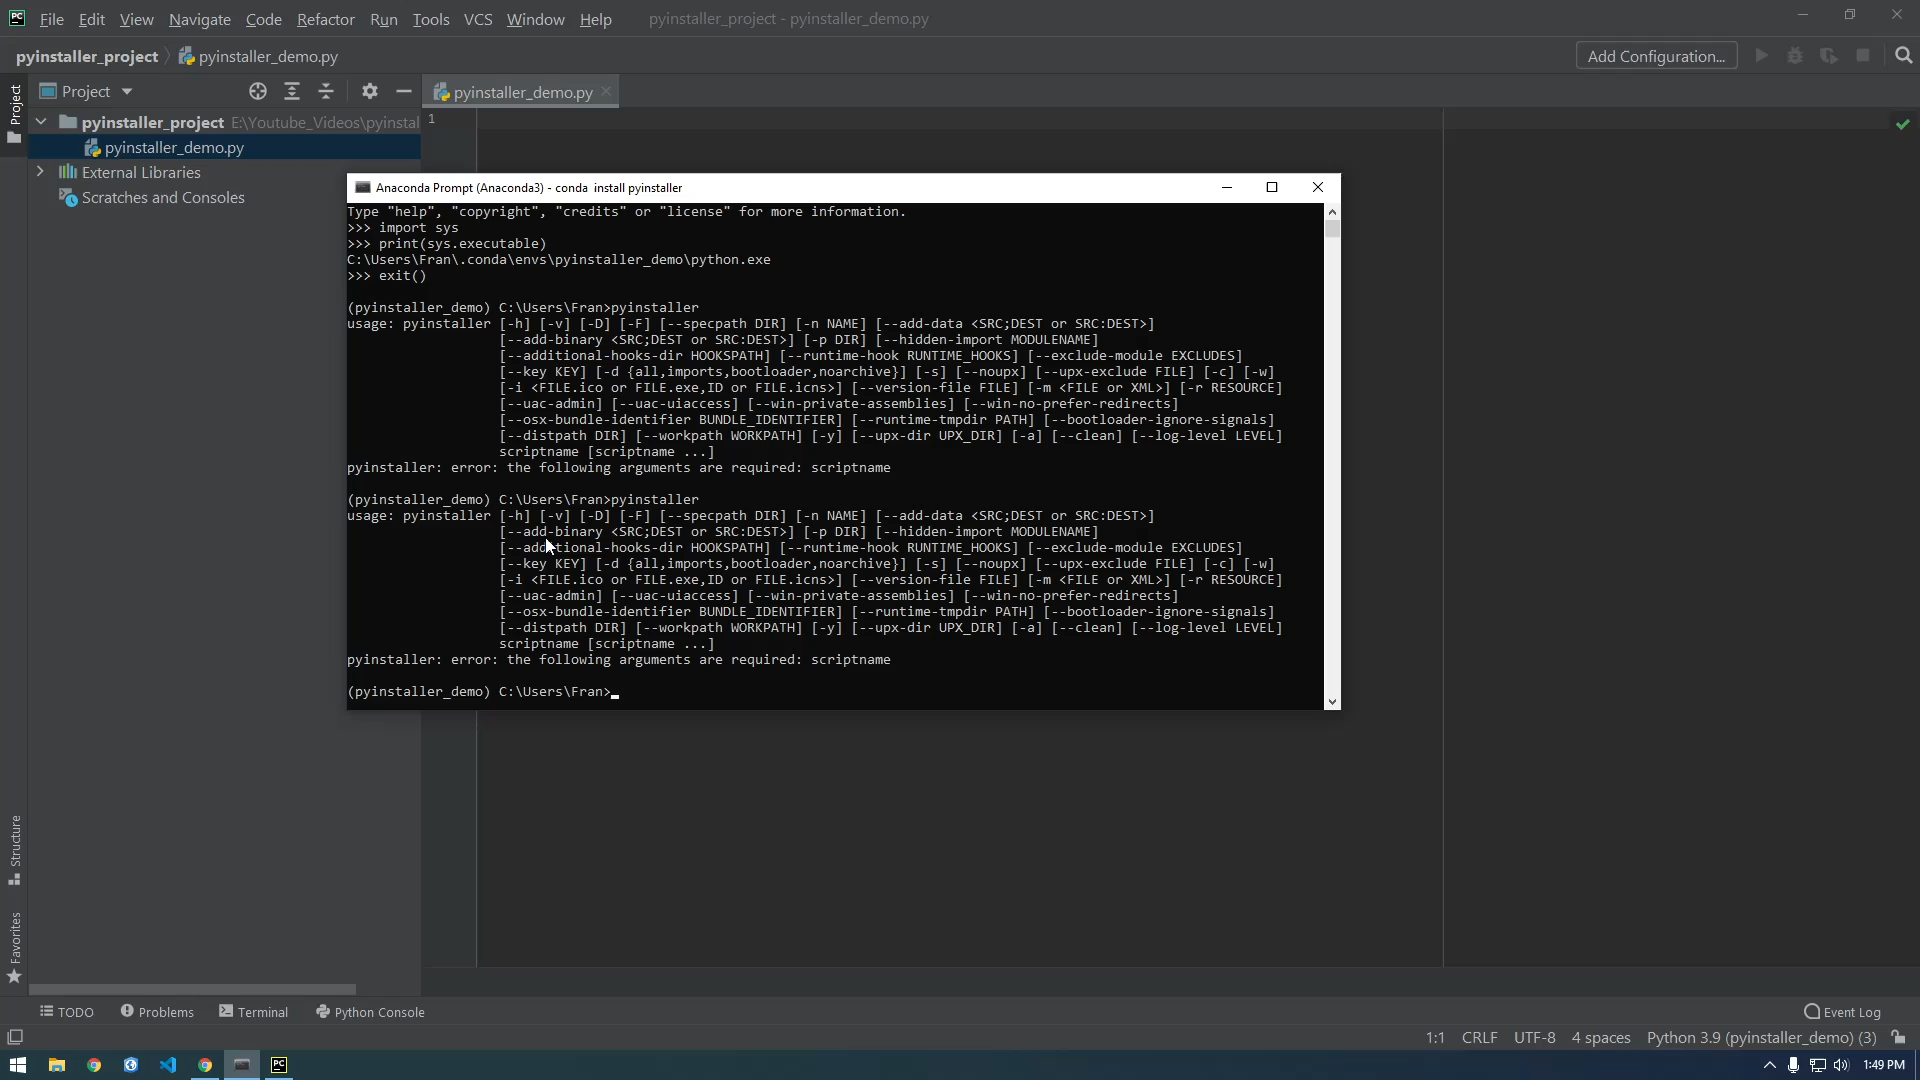 PC File Edit View Navigate Code Refactor Run Tools VCS Window Help pyinstaller_project - pyinstaller_demo.py
pyinstaller_project pyinstaller_demo.py Add Configuration...
Project Project pyinstaller_demo.py
pyinstaller_project E:\Youtube_Videos\pyinstal 1
pyinstaller_demo.py
External Libraries
Scratches and Consoles
Anaconda Prompt (Anaconda3) - conda  install pyinstaller
Type "help", "copyright", "credits" or "license" for more information.
>>> import sys
>>> print(sys.executable)
C:\Users\Fran\.conda\envs\pyinstaller_demo\python.exe
>>> exit()
(pyinstaller_demo) C:\Users\Fran>pyinstaller
usage: pyinstaller [-h] [-v] [-D] [-F] [--specpath DIR] [-n NAME] [--add-data <SRC;DEST or SRC:DEST>]
[--add-binary <SRC;DEST or SRC:DEST>] [-p DIR] [--hidden-import MODULENAME]
[--additional-hooks-dir HOOKSPATH] [--runtime-hook RUNTIME_HOOKS] [--exclude-module EXCLUDES]
[--key KEY] [-d {all,imports,bootloader,noarchive}] [-s] [--noupx] [--upx-exclude FILE] [-c] [-w]
[-i <FILE.ico or FILE.exe,ID or FILE.icns>] [--version-file FILE] [-m <FILE or XML>] [-r RESOURCE]
[--uac-admin] [--uac-uiaccess] [--win-private-assemblies] [--win-no-prefer-redirects]
[--osx-bundle-identifier BUNDLE_IDENTIFIER] [--runtime-tmpdir PATH] [--bootloader-ignore-signals]
[--distpath DIR] [--workpath WORKPATH] [-y] [--upx-dir UPX_DIR] [-a] [--clean] [--log-level LEVEL]
scriptname [scriptname ...]
pyinstaller: error: the following arguments are required: scriptname
(pyinstaller_demo) C:\Users\Fran>pyinstaller
usage: pyinstaller [-h] [-v] [-D] [-F] [--specpath DIR] [-n NAME] [--add-data <SRC;DEST or SRC:DEST>]
[--add-binary <SRC;DEST or SRC:DEST>] [-p DIR] [--hidden-import MODULENAME]
[--additional-hooks-dir HOOKSPATH] [--runtime-hook RUNTIME_HOOKS] [--exclude-module EXCLUDES]
[--key KEY] [-d {all,imports,bootloader,noarchive}] [-s] [--noupx] [--upx-exclude FILE] [-c] [-w]
[-i <FILE.ico or FILE.exe,ID or FILE.icns>] [--version-file FILE] [-m <FILE or XML>] [-r RESOURCE]
[--uac-admin] [--uac-uiaccess] [--win-private-assemblies] [--win-no-prefer-redirects]
[--osx-bundle-identifier BUNDLE_IDENTIFIER] [--runtime-tmpdir PATH] [--bootloader-ignore-signals]
[--distpath DIR] [--workpath WORKPATH] [-y] [--upx-dir UPX_DIR] [-a] [--clean] [--log-level LEVEL]
scriptname [scriptname ...]
pyinstaller: error: the following arguments are required: scriptname
(pyinstaller_demo) C:\Users\Fran>_
Structure
Favorites
TODO Problems Terminal Python Console Event Log
1:1 CRLF UTF-8 4 spaces Python 3.9 (pyinstaller_demo) (3)
PC 1:49 PM